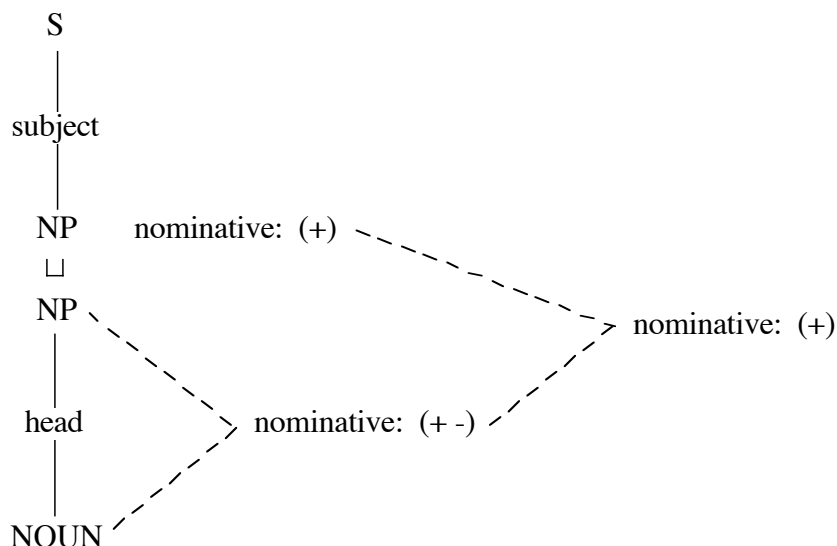 S
subject
NP nominative: (+)
⊔
NP
nominative: (+)
head nominative: (+ -)
NOUN